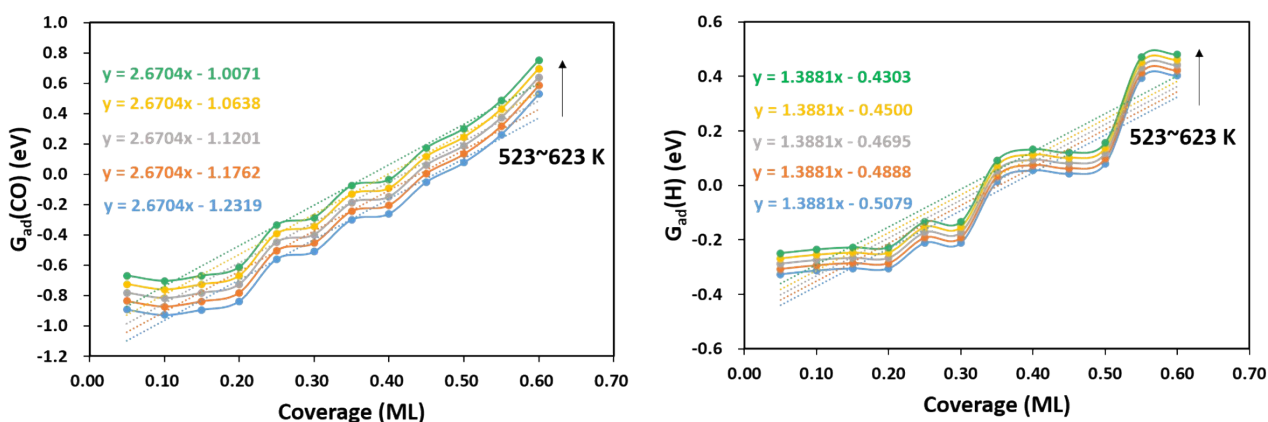 G_ad(CO) (eV)
1.0
0.8
0.6
0.4
0.2
0.0
-0.2
-0.4
-0.6
-0.8
-1.0
-1.2
y = 2.6704x - 1.0071
y = 2.6704x - 1.0638
y = 2.6704x - 1.1201
y = 2.6704x - 1.1762
y = 2.6704x - 1.2319
523~623 K
0.00 0.10 0.20 0.30 0.40 0.50 0.60 0.70
Coverage (ML)
G_ad(H) (eV)
0.6
0.4
0.2
0.0
-0.2
-0.4
-0.6
y = 1.3881x - 0.4303
y = 1.3881x - 0.4500
y = 1.3881x - 0.4695
y = 1.3881x - 0.4888
y = 1.3881x - 0.5079
523~623 K
0.00 0.10 0.20 0.30 0.40 0.50 0.60 0.70
Coverage (ML)